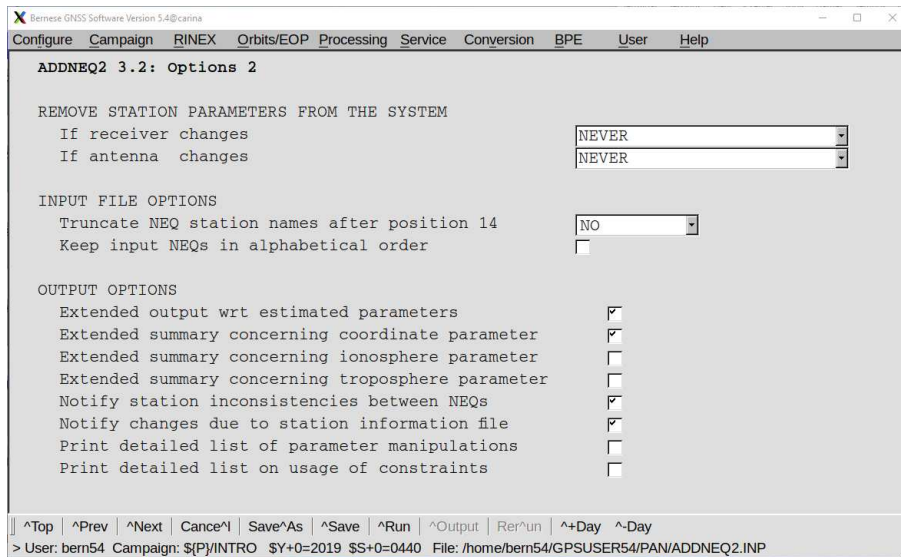 Bernese GNSS Software Version 5.4@carina
Configure Campaign RINEX Orbits/EOP Processing Service Conversion BPE User Help
ADDNEQ2 3.2: Options 2
REMOVE STATION PARAMETERS FROM THE SYSTEM
If receiver changes NEVER
If antenna changes NEVER
INPUT FILE OPTIONS
Truncate NEQ station names after position 14 NO
Keep input NEQs in alphabetical order
OUTPUT OPTIONS
Extended output wrt estimated parameters
Extended summary concerning coordinate parameter
Extended summary concerning ionosphere parameter
Extended summary concerning troposphere parameter
Notify station inconsistencies between NEQs
Notify changes due to station information file
Print detailed list of parameter manipulations
Print detailed list on usage of constraints
^Top | ^Prev | ^Next | Cance^l | Save^As | ^Save | ^Run | ^Output | Rer^un | ^+Day ^-Day
> User: bern54 Campaign: ${P}/INTRO $Y+0=2019 $S+0=0440 File: /home/bern54/GPSUSER54/PAN/ADDNEQ2.INP